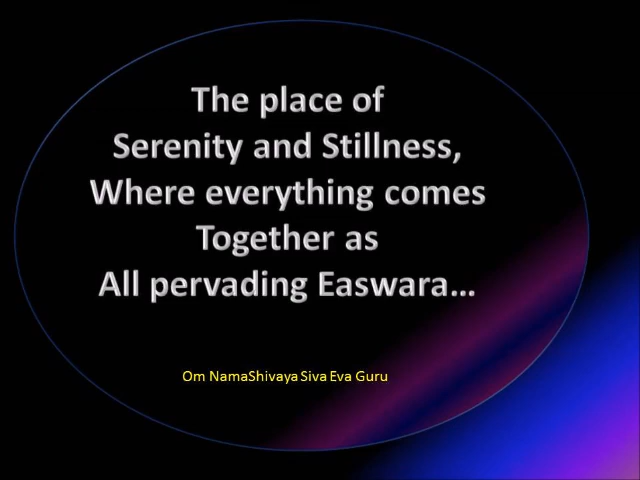 The place of
Serenity and Stillness,
Where everything comes
Together as
All pervading Easwara...
Om NamaShivaya Siva Eva Guru